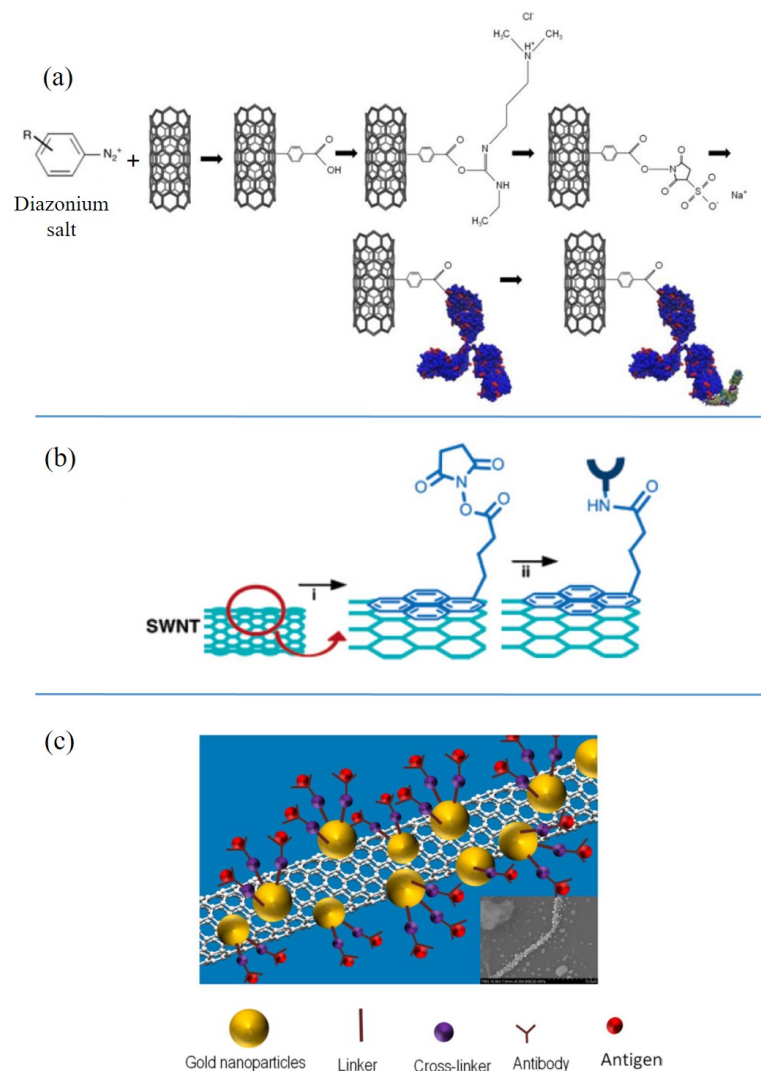 (a)
Cl-
H3C
H+
N
CH3
R
N2+
+
Diazonium
salt
O
OH
O
O
N
NH
H3C
O
O
O
N
O
O
S
O
O-
Na+
O
O
(b)
O
N
O
O
O
HN
O
i
ii
SWNT
(c)
Gold nanoparticles
Linker
Cross-linker
Antibody
Antigen